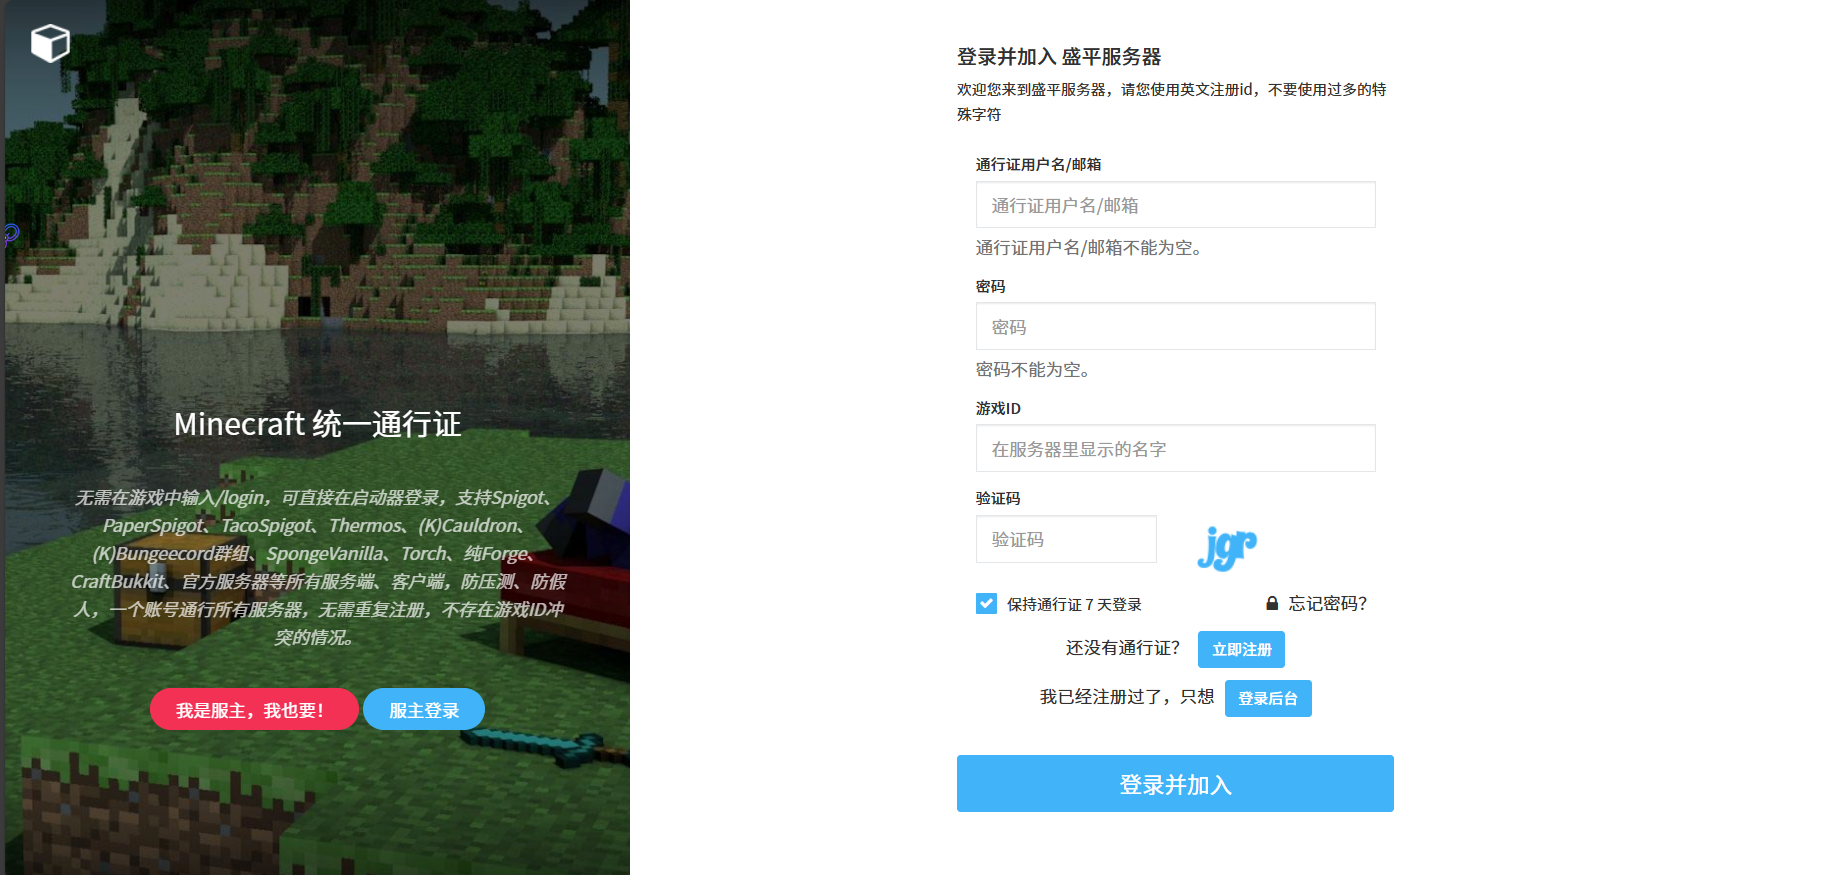 Minecraft 统一通行证
无需在游戏中输入/login，可直接在启动器登录，支持Spigot、
PaperSpigot、TacoSpigot、Thermos、(K)Cauldron、
(K)Bungeecord群组、SpongeVanilla、Torch、纯Forge、
CraftBukkit、官方服务器等所有服务端、客户端，防压测、防假
人，一个账号通行所有服务器，无需重复注册，不存在游戏ID冲
突的情况。
我是服主，我也要！
服主登录
登录并加入 盛平服务器
欢迎您来到盛平服务器，请您使用英文注册id，不要使用过多的特
殊字符
通行证用户名/邮箱
通行证用户名/邮箱
通行证用户名/邮箱不能为空。
密码
密码
密码不能为空。
游戏ID
在服务器里显示的名字
验证码
验证码
jgr
保持通行证 7 天登录
忘记密码？
还没有通行证？
立即注册
我已经注册过了，只想
登录后台
登录并加入